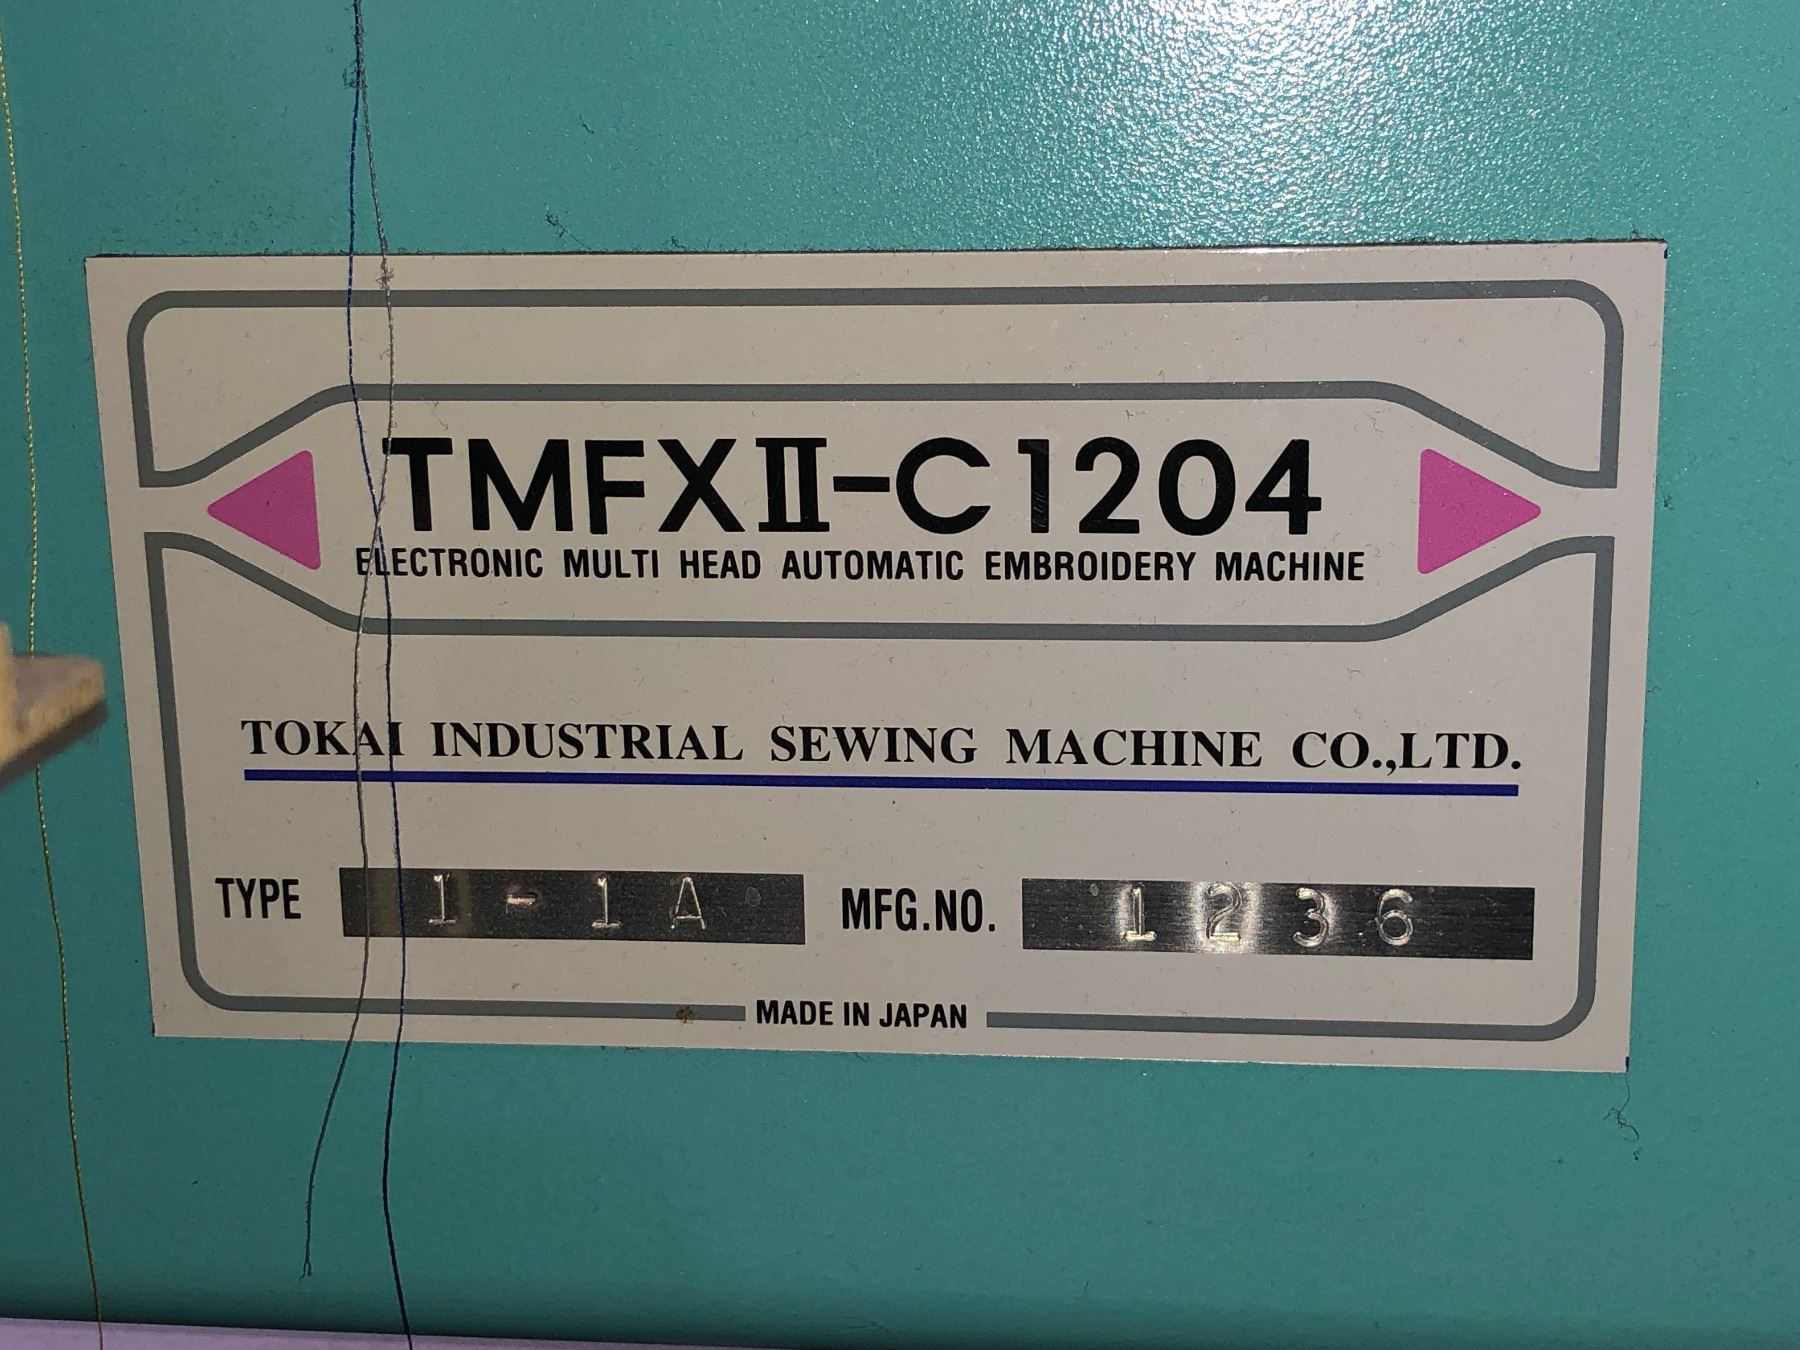 TMFXⅡ-C1204
ELECTRONIC MULTI HEAD AUTOMATIC EMBROIDERY MACHINE
TOKAI INDUSTRIAL SEWING MACHINE CO.,LTD.
TYPE 1-1A MFG.NO. 1236
MADE IN JAPAN